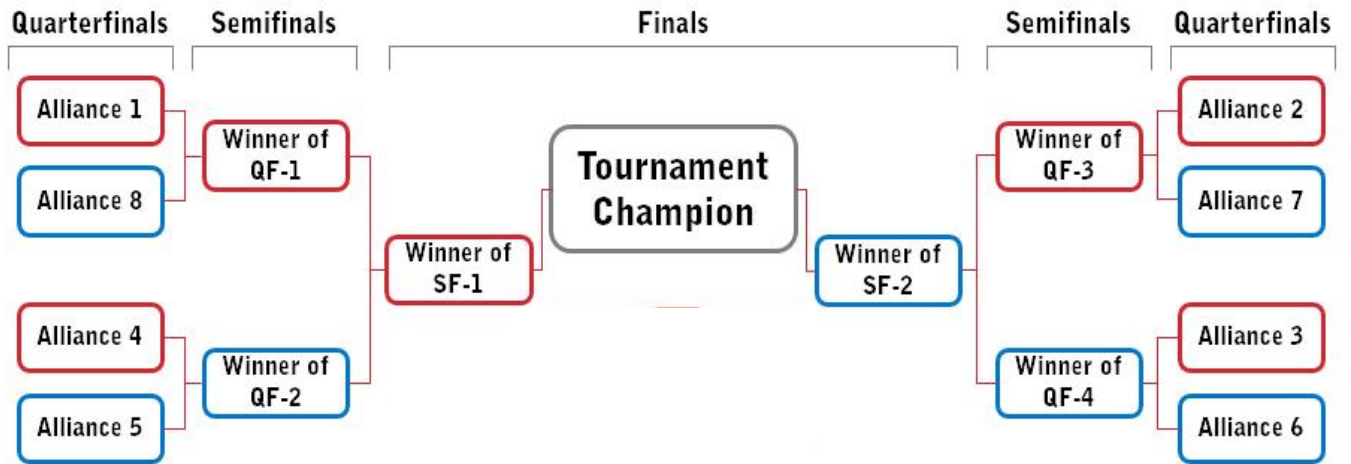 Quarterfinals
Semifinals
Finals
Semifinals
Quarterfinals
Alliance 1
Alliance 8
Winner of
QF-1
Alliance 4
Alliance 5
Winner of
QF-2
Winner of
SF-1
Tournament
Champion
Winner of
SF-2
Winner of
QF-3
Alliance 2
Alliance 7
Winner of
QF-4
Alliance 3
Alliance 6